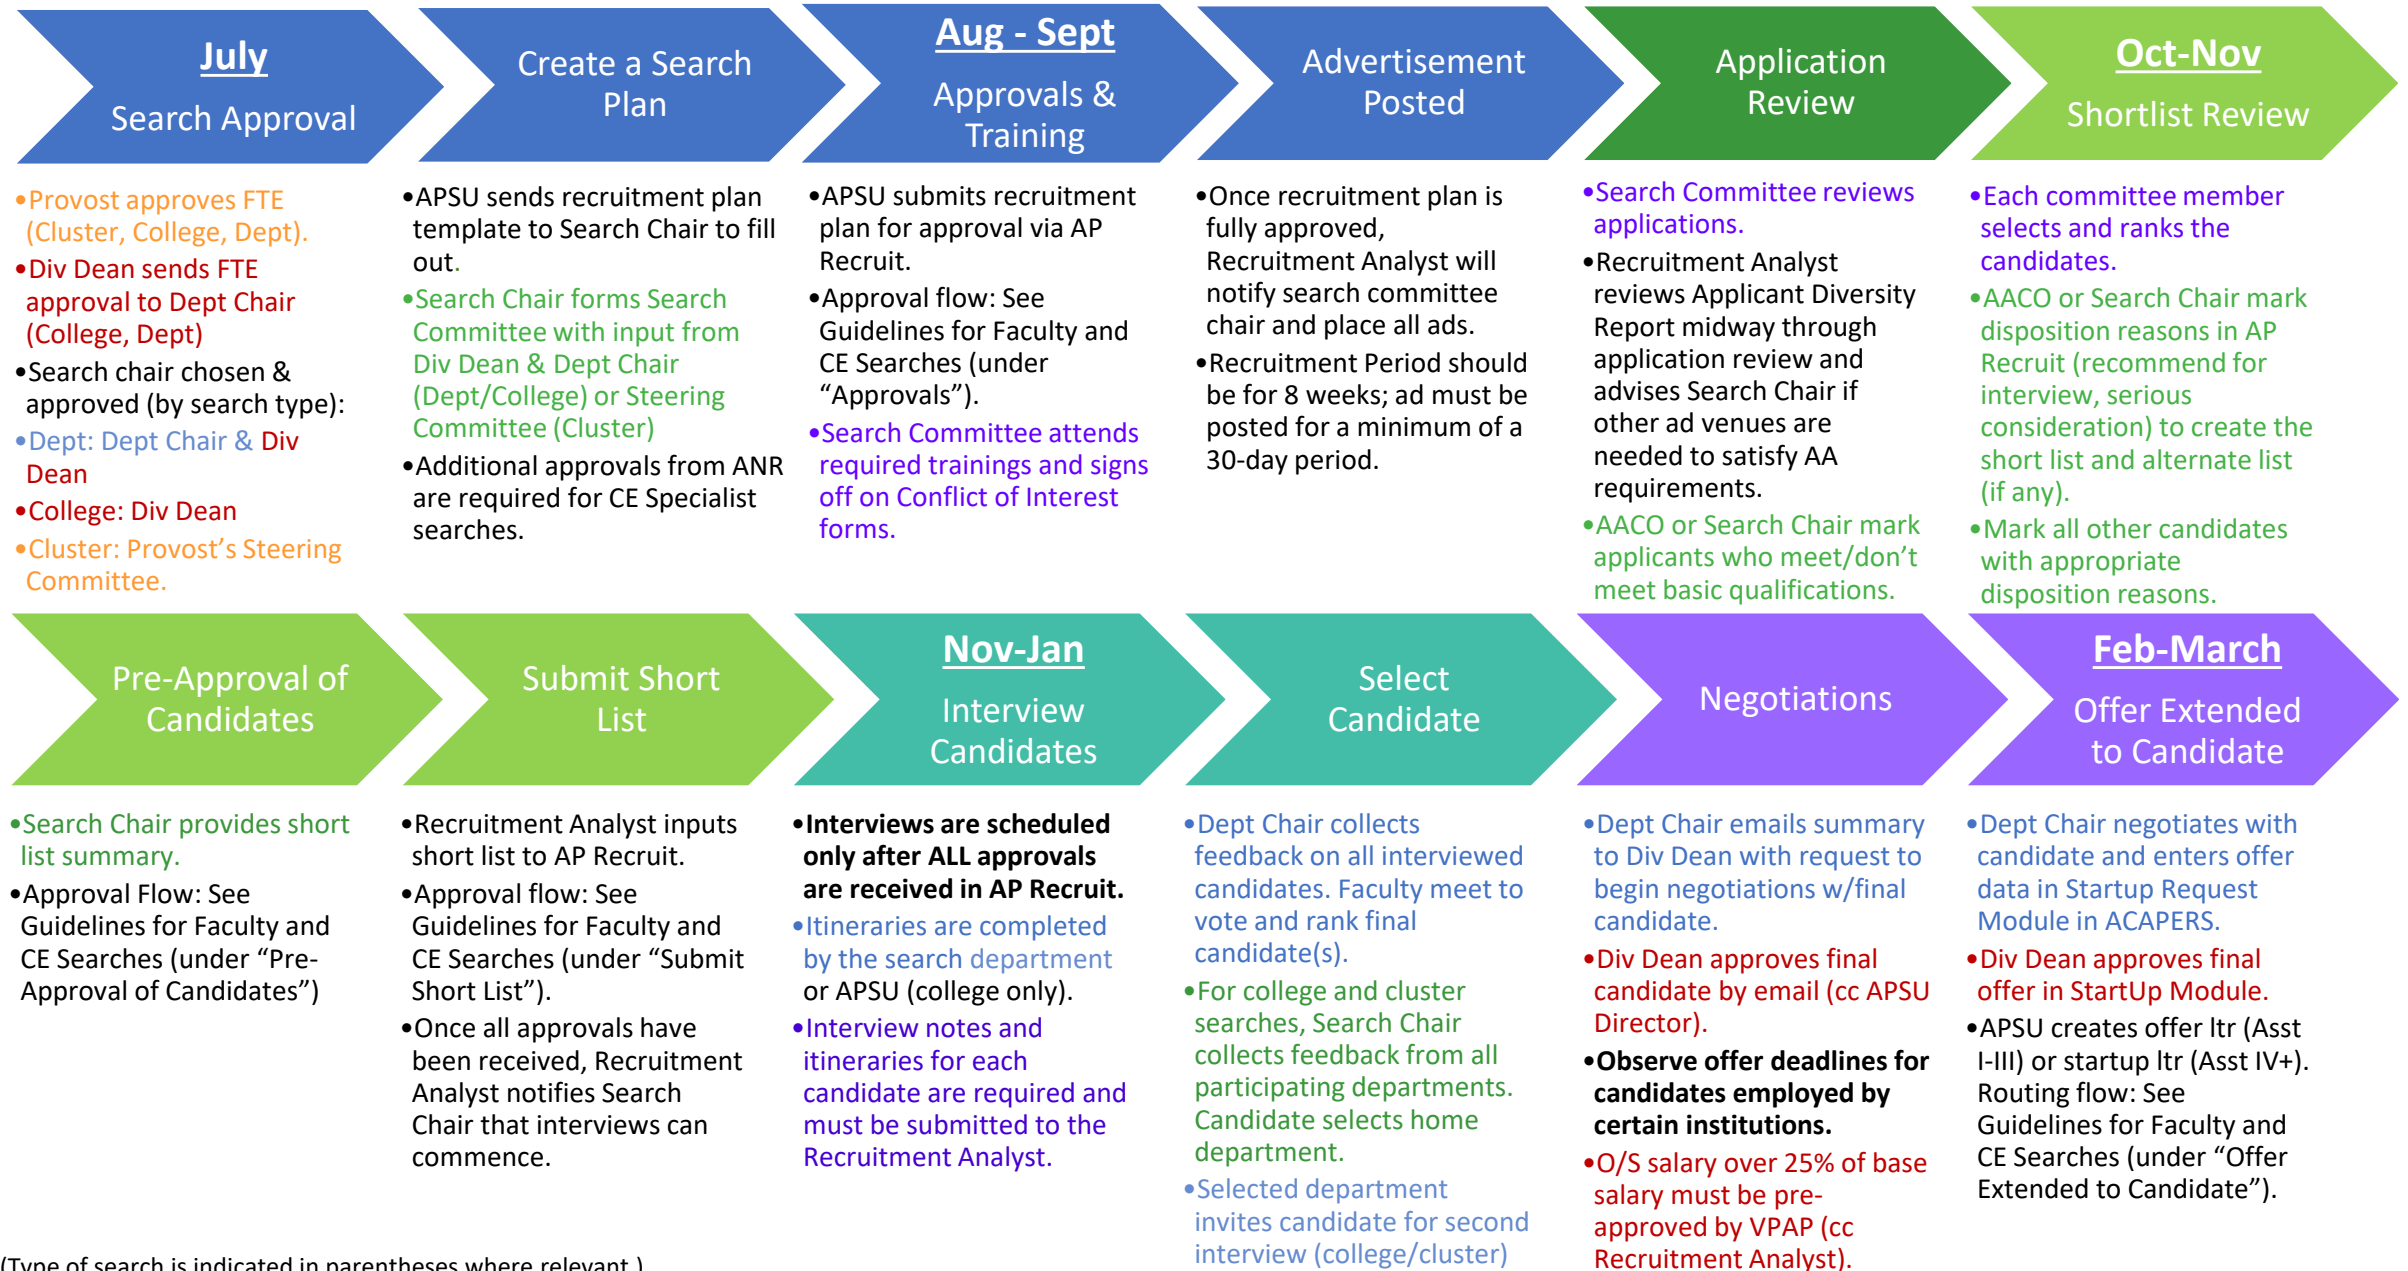 July
Search Approval
Create a Search
Plan
Aug - Sept
Approvals &
Training
Advertisement
Posted
Application
Review
Oct-Nov
Shortlist Review
•Provost approves FTE
(Cluster, College, Dept).
•Div Dean sends FTE
approval to Dept Chair
(College, Dept)
•Search chair chosen &
approved (by search type):
•Dept: Dept Chair & Div
Dean
•College: Div Dean
•Cluster: Provost’s Steering
Committee.
•APSU sends recruitment plan
template to Search Chair to fill
out.
•Search Chair forms Search
Committee with input from
Div Dean & Dept Chair
(Dept/College) or Steering
Committee (Cluster)
•Additional approvals from ANR
are required for CE Specialist
searches.
•APSU submits recruitment
plan for approval via AP
Recruit.
•Approval flow: See
Guidelines for Faculty and
CE Searches (under
“Approvals”).
•Search Committee attends
required trainings and signs
off on Conflict of Interest
forms.
•Once recruitment plan is
fully approved,
Recruitment Analyst will
notify search committee
chair and place all ads.
•Recruitment Period should
be for 8 weeks; ad must be
posted for a minimum of a
30-day period.
•Search Committee reviews
applications.
•Recruitment Analyst
reviews Applicant Diversity
Report midway through
application review and
advises Search Chair if
other ad venues are
needed to satisfy AA
requirements.
•AACO or Search Chair mark
applicants who meet/don’t
meet basic qualifications.
•Each committee member
selects and ranks the
candidates.
•AACO or Search Chair mark
disposition reasons in AP
Recruit (recommend for
interview, serious
consideration) to create the
short list and alternate list
(if any).
•Mark all other candidates
with appropriate
disposition reasons.
Pre-Approval of
Candidates
Submit Short
List
Nov-Jan
Interview
Candidates
Select
Candidate
Negotiations
Feb-March
Offer Extended
to Candidate
•Search Chair provides short
list summary.
•Approval Flow: See
Guidelines for Faculty and
CE Searches (under “Pre-
Approval of Candidates”)
•Recruitment Analyst inputs
short list to AP Recruit.
•Approval flow: See
Guidelines for Faculty and
CE Searches (under “Submit
Short List”).
•Once all approvals have
been received, Recruitment
Analyst notifies Search
Chair that interviews can
commence.
•Interviews are scheduled
only after ALL approvals
are received in AP Recruit.
•Itineraries are completed
by the search department
or APSU (college only).
•Interview notes and
itineraries for each
candidate are required and
must be submitted to the
Recruitment Analyst.
•Dept Chair collects
feedback on all interviewed
candidates. Faculty meet to
vote and rank final
candidate(s).
•For college and cluster
searches, Search Chair
collects feedback from all
participating departments.
Candidate selects home
department.
•Selected department
invites candidate for second
interview (college/cluster)
•Dept Chair emails summary
to Div Dean with request to
begin negotiations w/final
candidate.
•Div Dean approves final
candidate by email (cc APSU
Director).
•Observe offer deadlines for
candidates employed by
certain institutions.
•O/S salary over 25% of base
salary must be pre-
approved by VPAP (cc
Recruitment Analyst).
•Dept Chair negotiates with
candidate and enters offer
data in Startup Request
Module in ACAPERS.
•Div Dean approves final
offer in StartUp Module.
•APSU creates offer ltr (Asst
I-III) or startup ltr (Asst IV+).
Routing flow: See
Guidelines for Faculty and
CE Searches (under “Offer
Extended to Candidate”).
(Type of search is indicated in parentheses where relevant.)